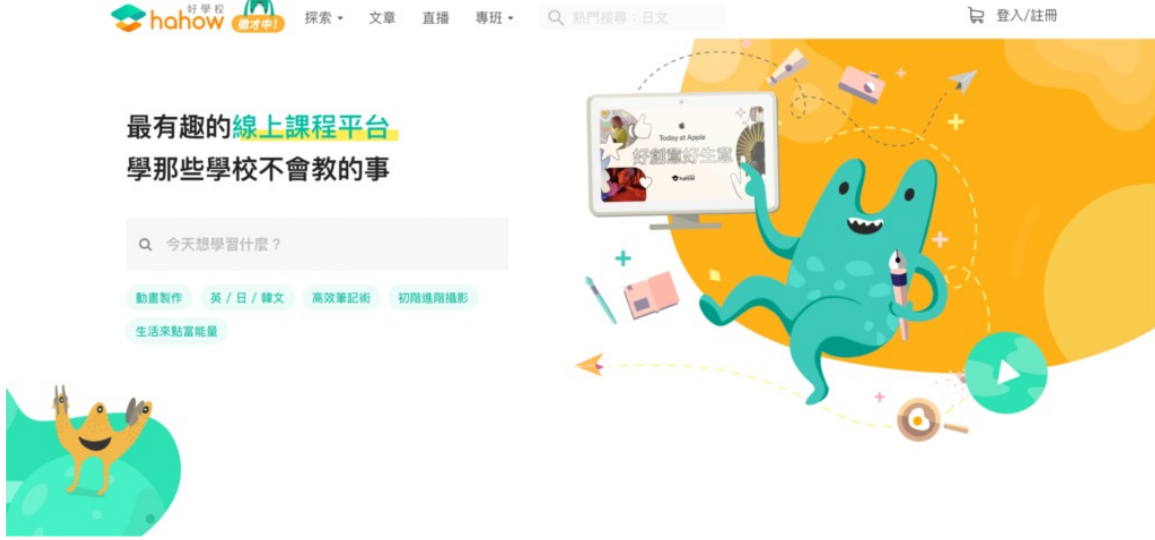 好學校
hahow
徵才中!
探索
文章
直播
專班
熱門搜尋：日文
登入/註冊
最有趣的線上課程平台
學那些學校不會教的事
今天想學習什麼？
動畫製作
英 / 日 / 韓文
高效筆記術
初階進階攝影
生活來點富能量
Today at Apple
好創意好生意
hahow